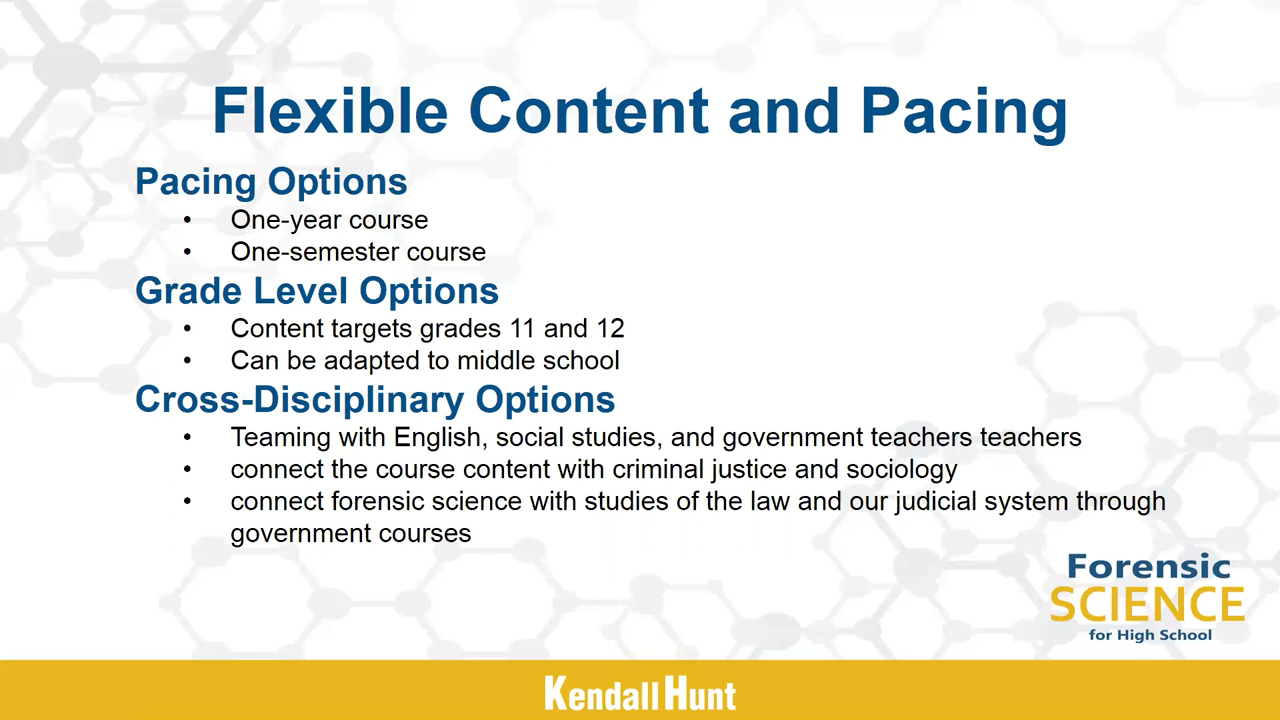 Flexible Content and Pacing
Pacing Options
• One-year course
• One-semester course
Grade Level Options
• Content targets grades 11 and 12
• Can be adapted to middle school
Cross-Disciplinary Options
• Teaming with English, social studies, and government teachers teachers
• connect the course content with criminal justice and sociology
• connect forensic science with studies of the law and our judicial system through
government courses
Forensic
SCIENCE
for High School
KendallHunt